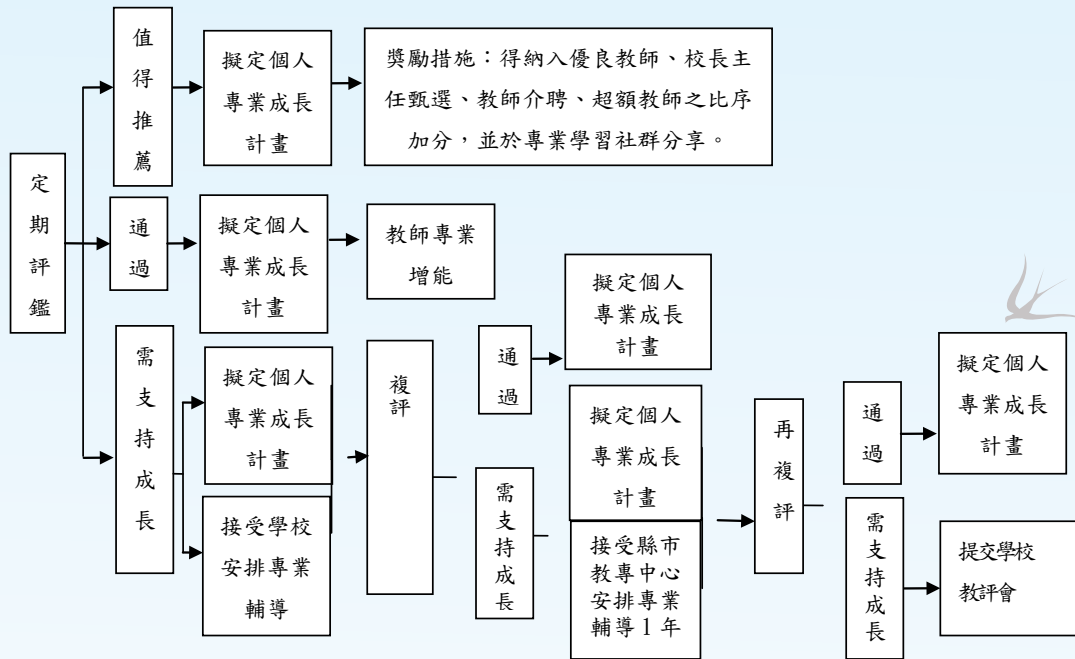 定期評鑑
值得推薦
擬定個人
專業成長
計畫
獎勵措施：得納入優良教師、校長主
任甄選、教師介聘、超額教師之比序
加分，並於專業學習社群分享。
通過
擬定個人
專業成長
計畫
教師專業
增能
需支持成長
擬定個人
專業成長
計畫
接受學校
安排專業
輔導
複評
通過
擬定個人
專業成長
計畫
需支持成長
擬定個人
專業成長
計畫
接受縣市
教專中心
安排專業
輔導1年
再複評
通過
擬定個人
專業成長
計畫
需支持成長
提交學校
教評會